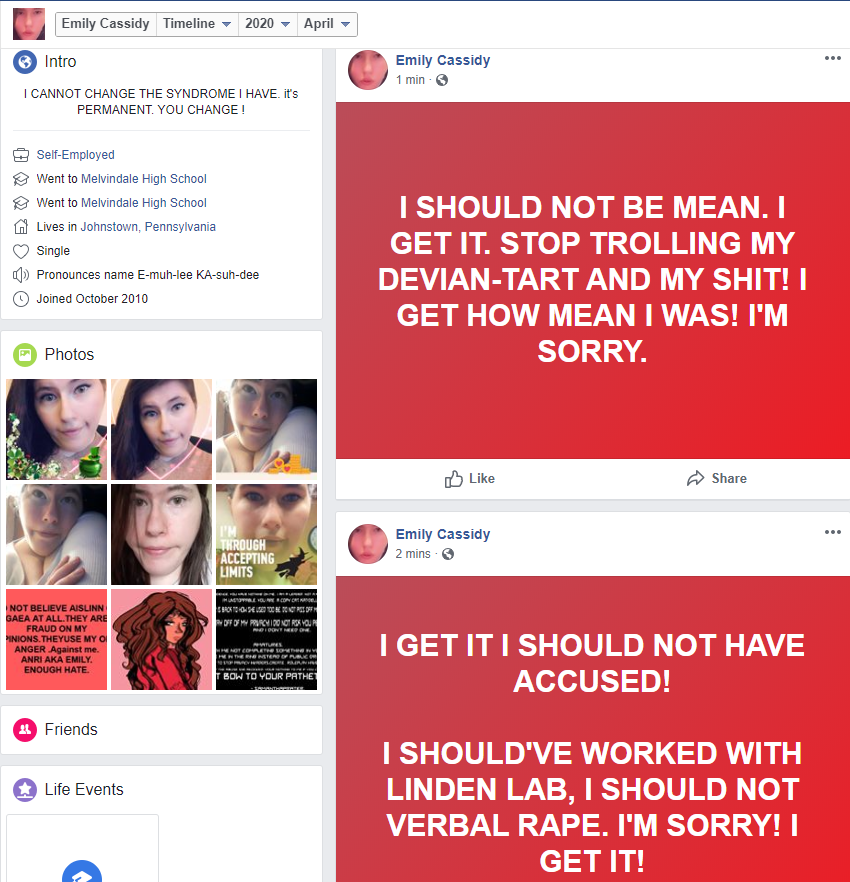 Emily Cassidy Timeline 2020 April
Intro
I CANNOT CHANGE THE SYNDROME I HAVE. it's
PERMANENT. YOU CHANGE !
Self-Employed
Went to Melvindale High School
Went to Melvindale High School
Lives in Johnstown, Pennsylvania
Single
Pronounces name E-muh-lee KA-suh-dee
Joined October 2010
Photos
I'M
THROUGH
ACCEPTING
LIMITS
NOT BELIEVE AISLINN
GAEA AT ALL.THEY ARE
FRAUD ON MY
PINIONS.THEYUSE MY O
ANGER .Against me.
ANRI AKA EMILY.
ENOUGH HATE.
T BOW TO YOUR PATHET
Friends
Life Events
Emily Cassidy
1 min
I SHOULD NOT BE MEAN. I
GET IT. STOP TROLLING MY
DEVIAN-TART AND MY SHIT! I
GET HOW MEAN I WAS! I'M
SORRY.
Like Share
Emily Cassidy
2 mins
I GET IT I SHOULD NOT HAVE
ACCUSED!
I SHOULD'VE WORKED WITH
LINDEN LAB, I SHOULD NOT
VERBAL RAPE. I'M SORRY! I
GET IT!